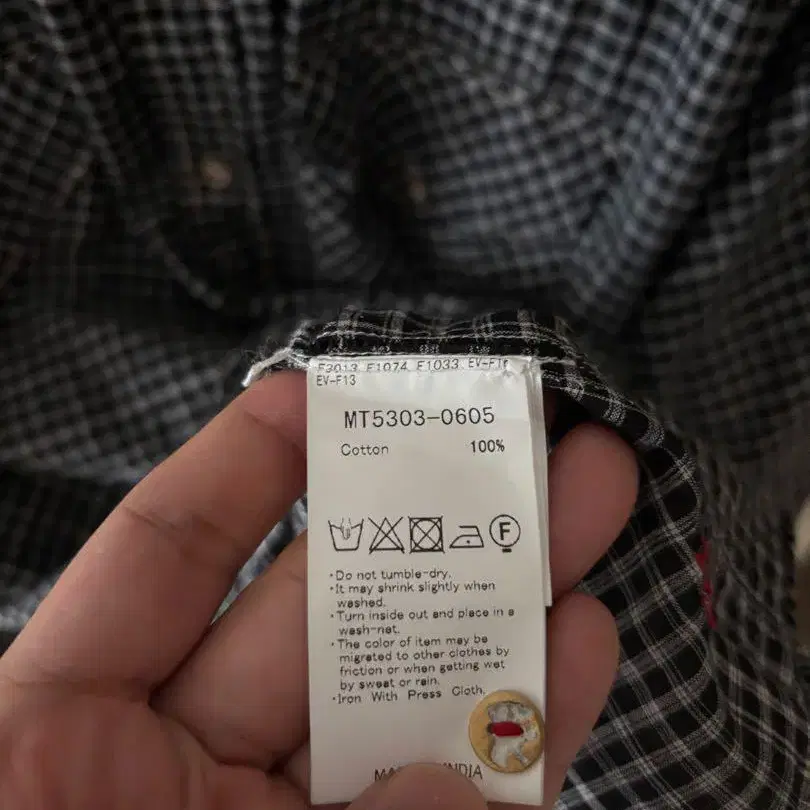 F3013 F1074 F1033 EV-F1
EV-F13
MT5303-0605
Cotton 100%
F
·Do not tumble-dry.
·It may shrink slightly when
washed.
·Turn inside out and place in a
wash-net.
·The color of item may be
migrated to other clothes by
friction or when getting wet
by sweat or rain.
·Iron With Press Cloth.